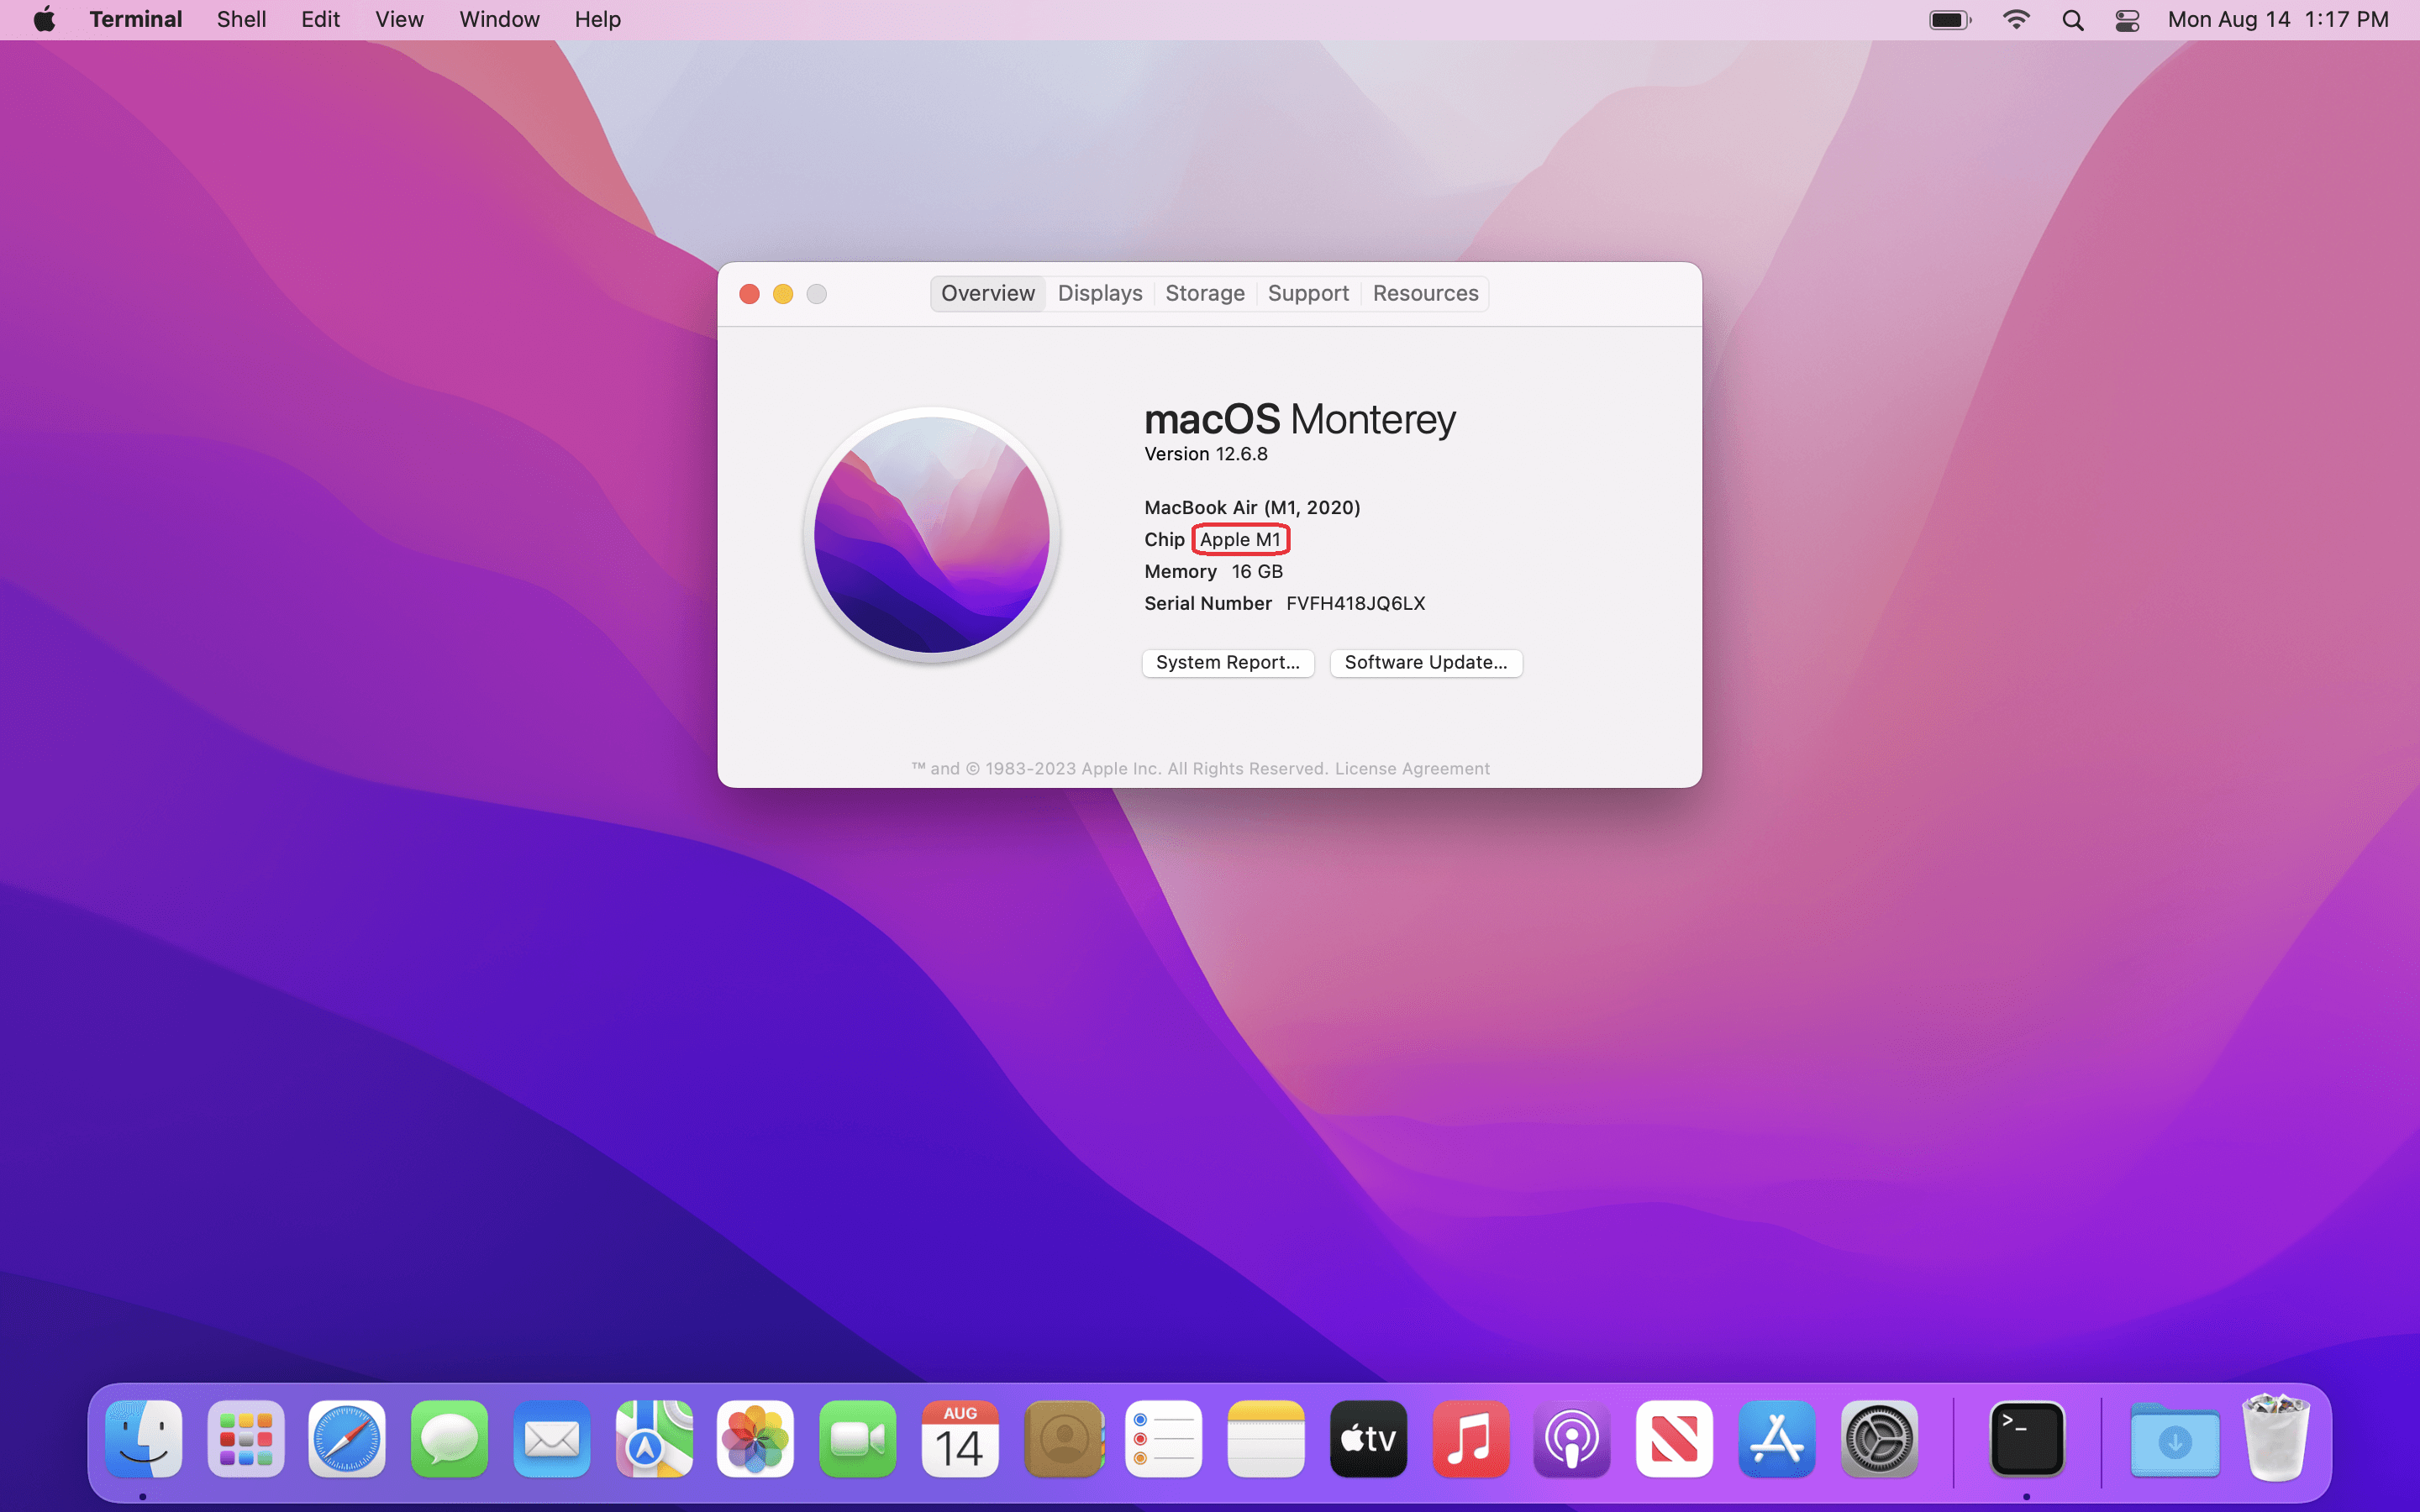 Terminal Shell Edit View Window Help Mon Aug 14 1:17 PM
Overview Displays Storage Support Resources
macOS Monterey
Version 12.6.8
MacBook Air (M1, 2020)
Chip Apple M1
Memory 16 GB
Serial Number FVFH418JQ6LX
System Report... Software Update...
™ and © 1983-2023 Apple Inc. All Rights Reserved. License Agreement
AUG
14
tv
>_